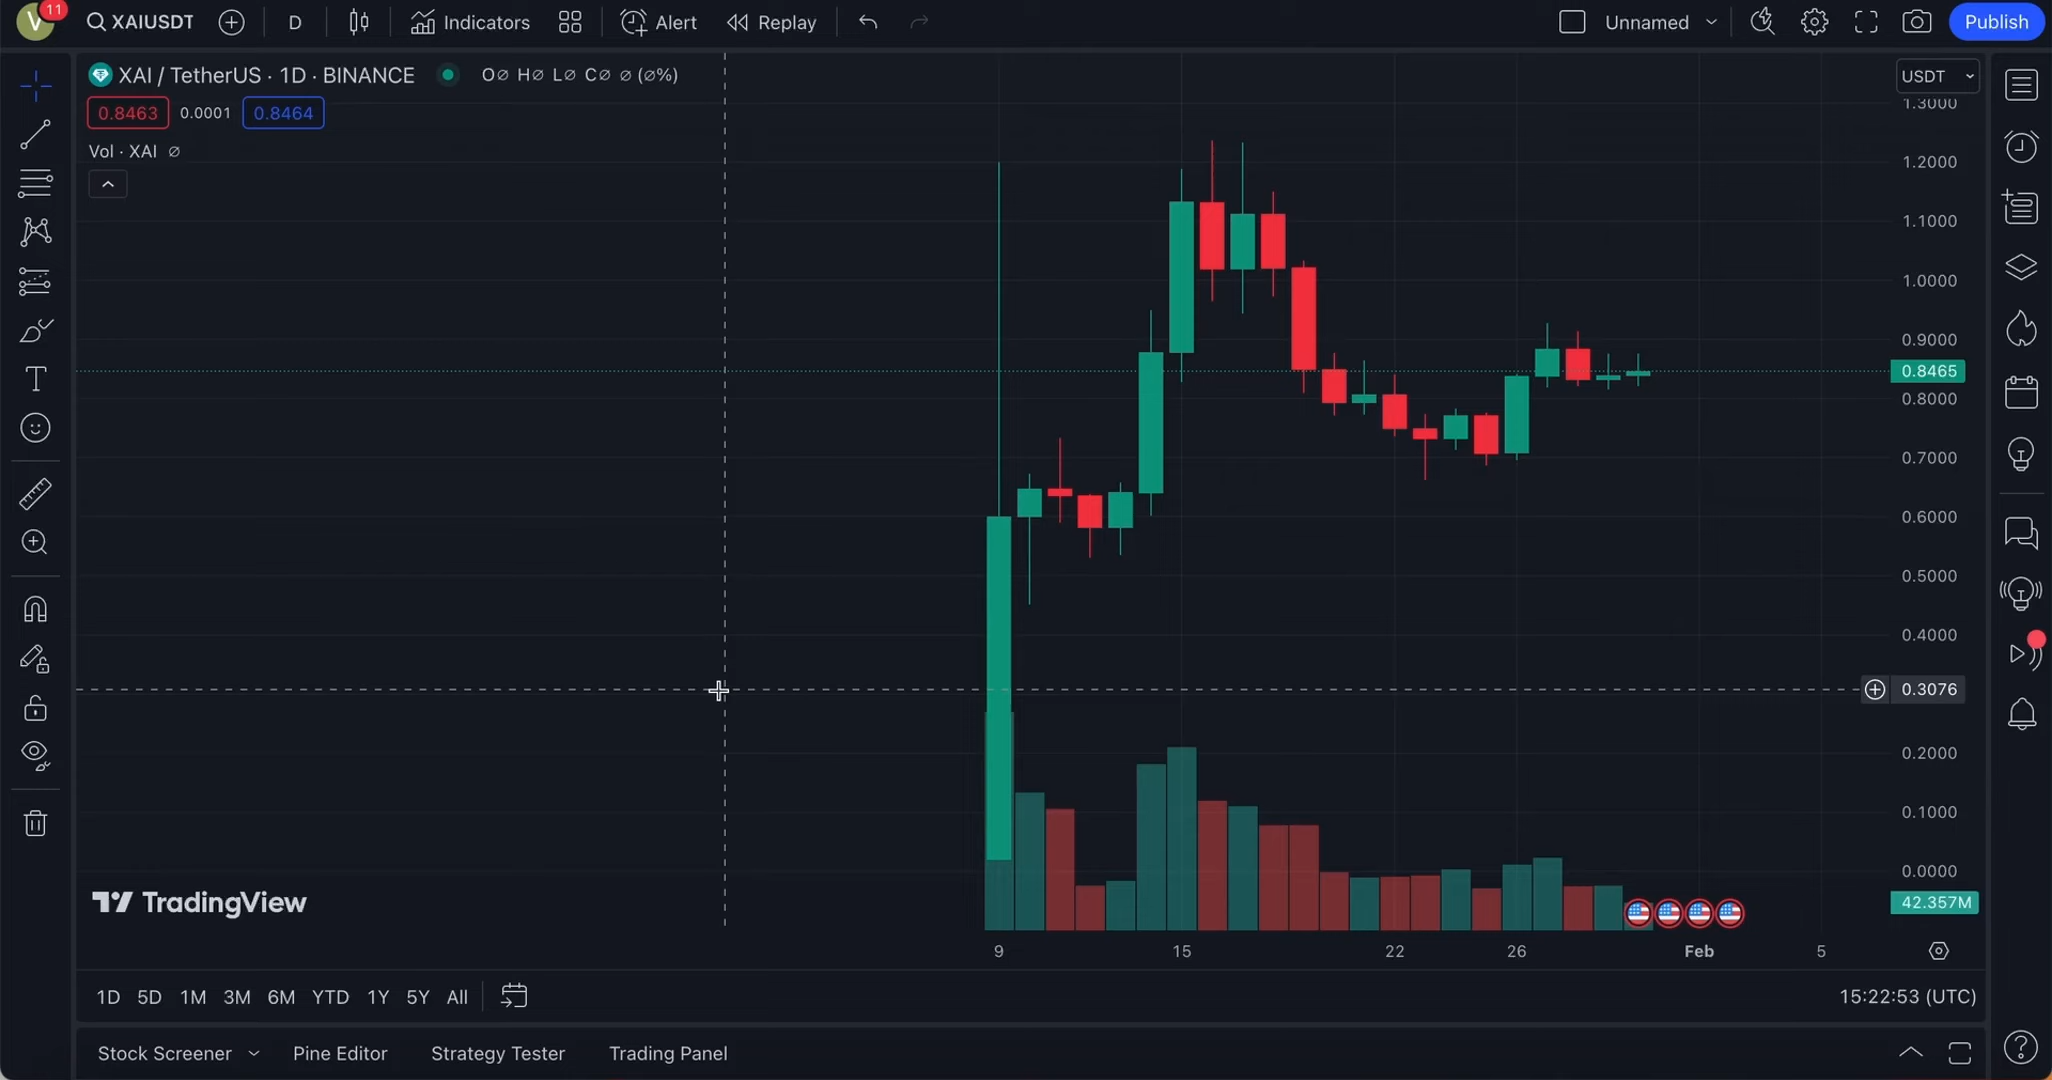 V 11 XAIUSDT D Indicators Alert Replay Unnamed Publish
XAI / TetherUS · 1D · BINANCE O∅ H∅ L∅ C∅ ∅ (∅%) USDT
0.8463 0.0001 0.8464
Vol · XAI ∅
1.3000
1.2000
1.1000
1.0000
0.9000
0.8465
0.8000
0.7000
0.6000
0.5000
0.4000
0.3076
0.2000
0.1000
0.0000
TradingView
42.357M
9 15 22 26 Feb 5
1D 5D 1M 3M 6M YTD 1Y 5Y All 15:22:53 (UTC)
Stock Screener Pine Editor Strategy Tester Trading Panel